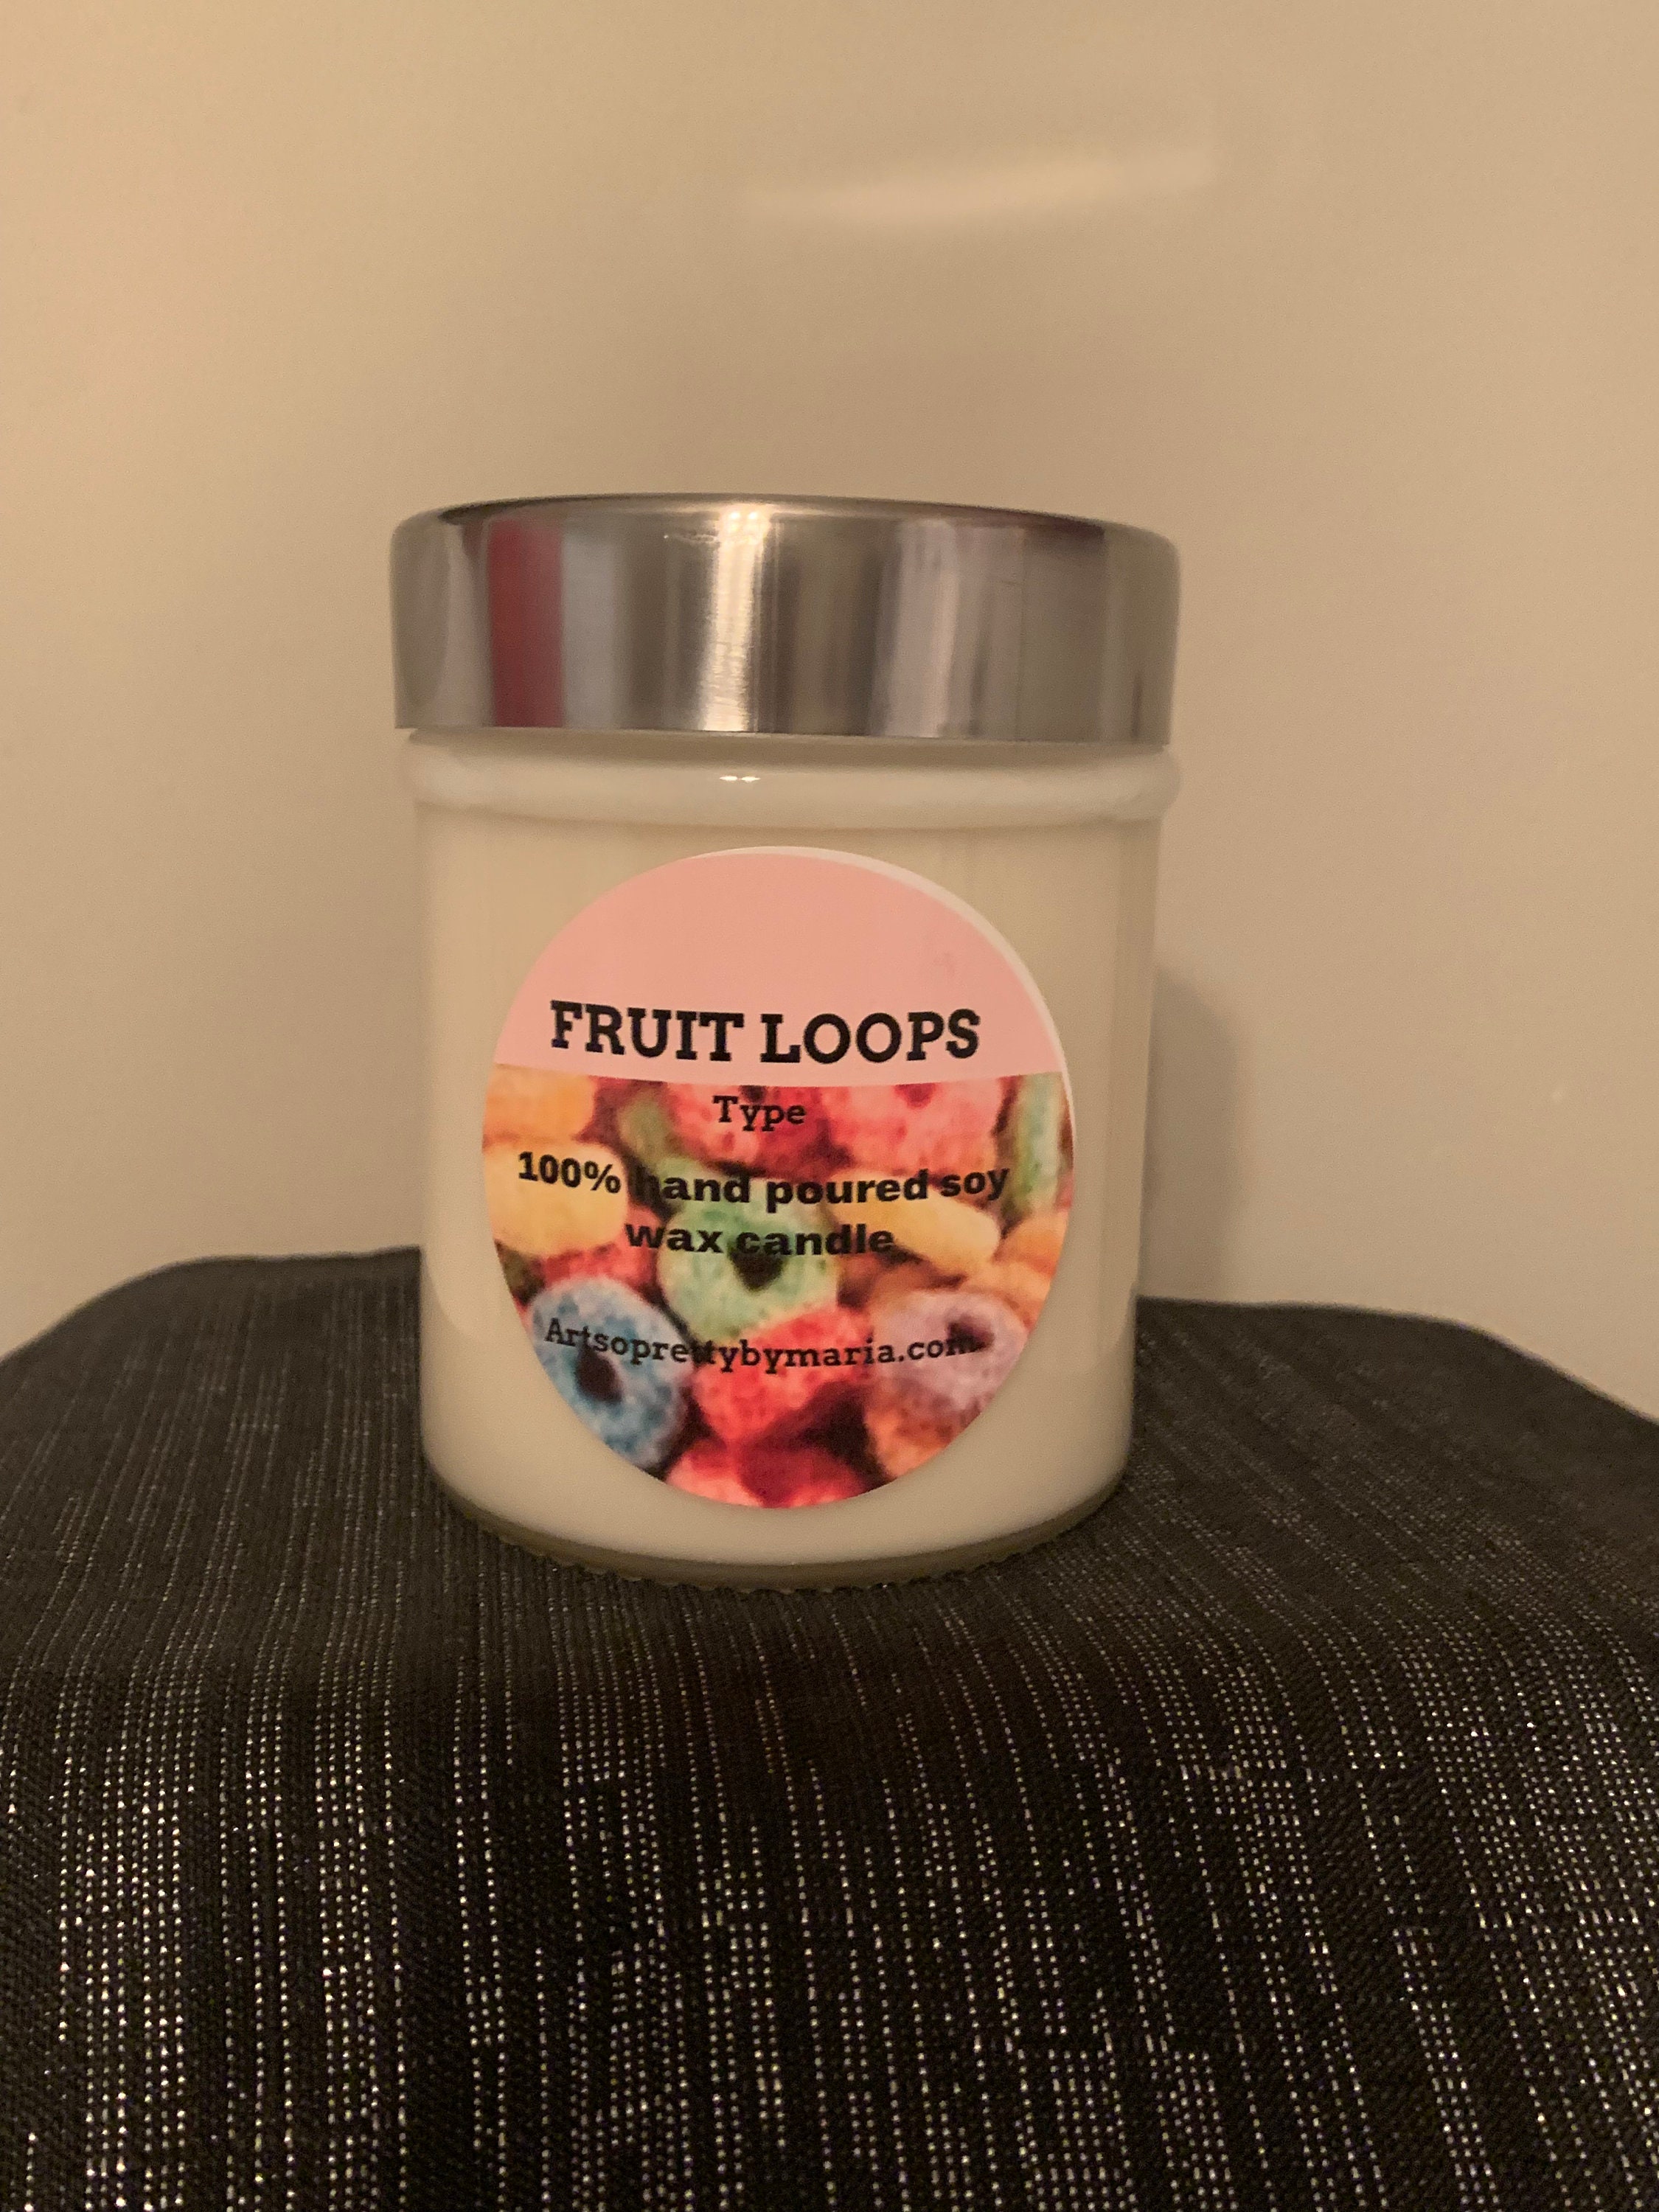 FRUIT LOOPS
Type
100% hand poured soy
wax candle
Artsoprettybymaria.com